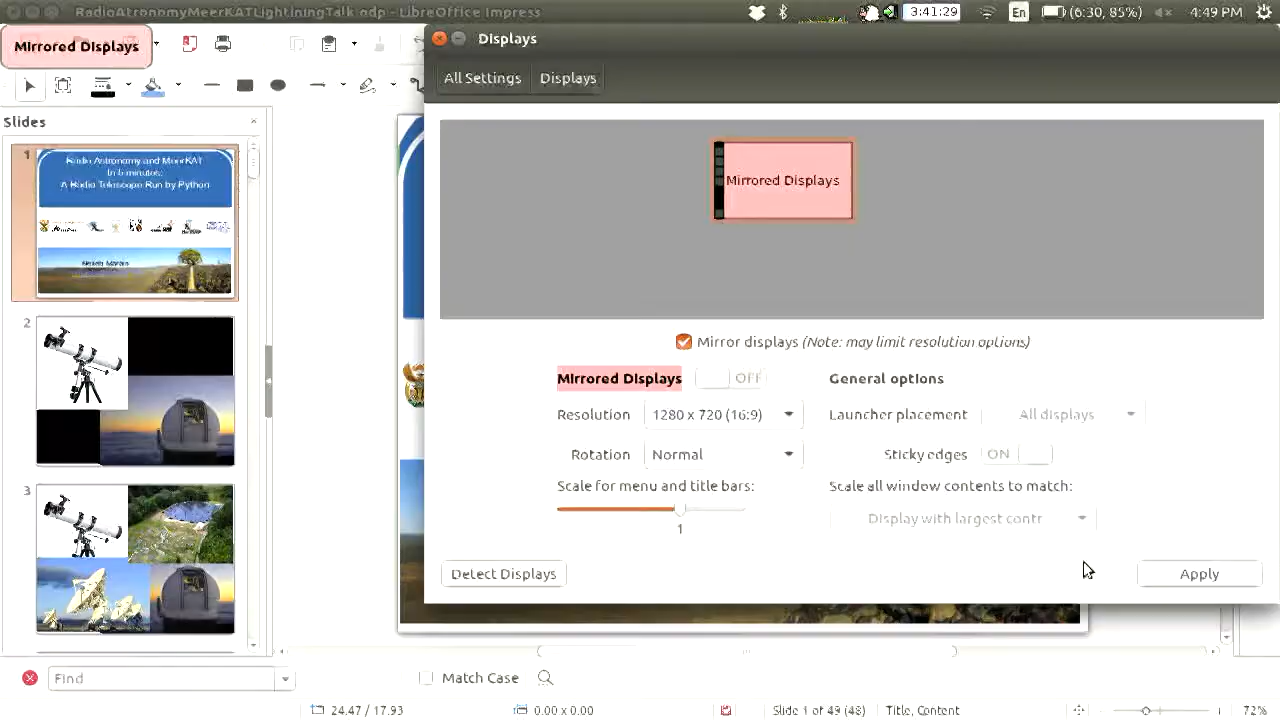 RadioAtronomyMeerKATLightningTalk odp - LibreOffice Impress
3:41:29
En
(6:30, 85%)
4:49 PM
Mirrored Displays
Displays
All Settings
Displays
Slides
1
Radio Astronomy and MeerKAT
In 5 minutes:
A Radio Telescope Run by Python
2
3
Mirrored Displays
Mirror displays (Note: may limit resolution options)
Mirrored Displays
OFF
General options
Resolution
1280 x 720 (16:9)
Launcher placement
All displays
Rotation
Normal
Sticky edges
ON
Scale for menu and title bars:
Scale all window contents to match:
1
Display with largest contr
Detect Displays
Apply
Find
Match Case
24.47 / 17.93
0.00 x 0.00
Slide 1 of 49 (48)
Title, Content
72%